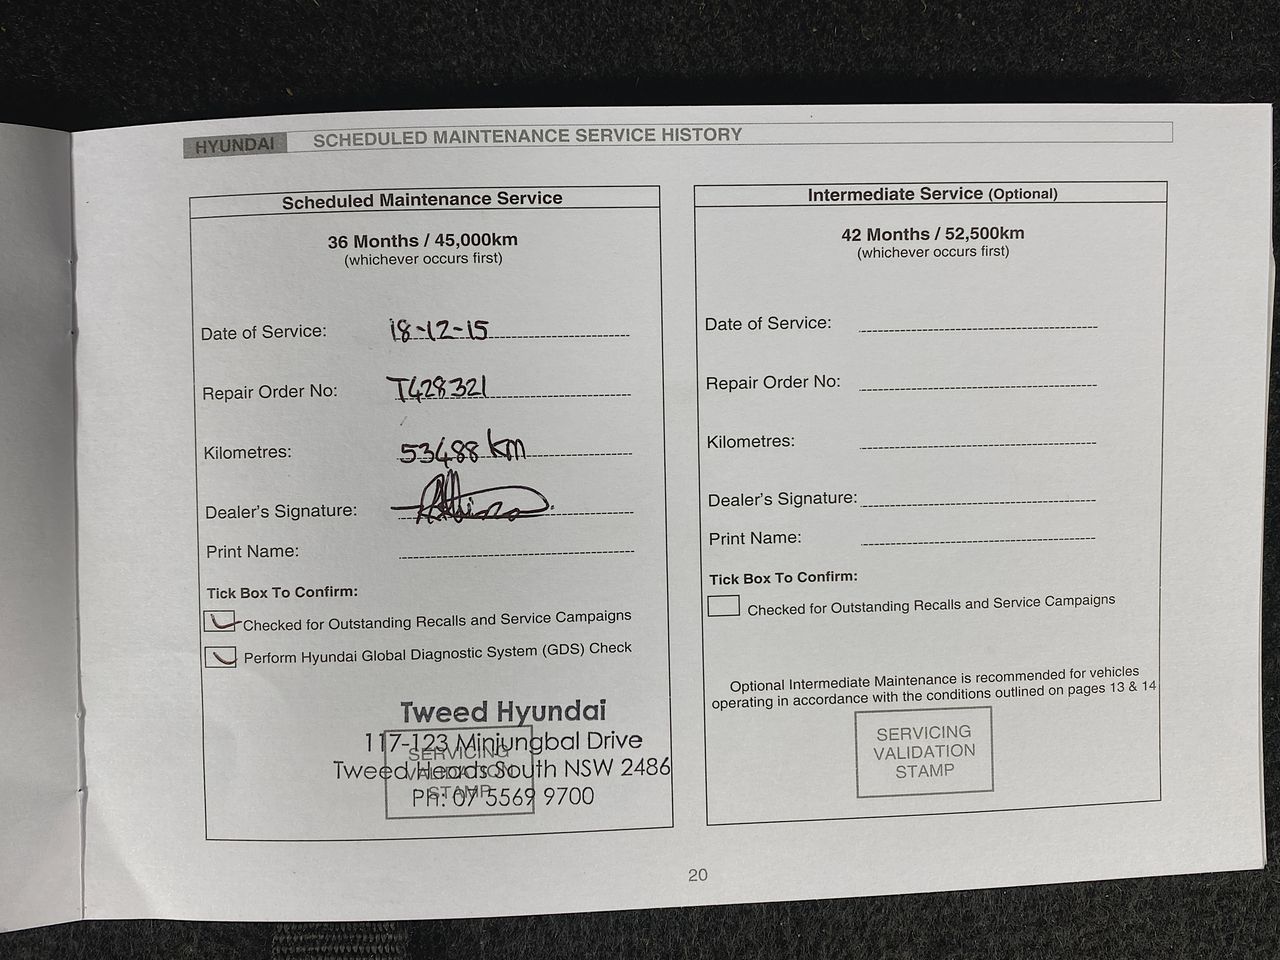 HYUNDAI SCHEDULED MAINTENANCE SERVICE HISTORY
Scheduled Maintenance Service
36 Months / 45,000km
(whichever occurs first)
Date of Service: 18-12-15
Repair Order No: T428321
Kilometres: 53488 km
Dealer's Signature:
Print Name:
Tick Box To Confirm:
Checked for Outstanding Recalls and Service Campaigns
Perform Hyundai Global Diagnostic System (GDS) Check
Tweed Hyundai
117-123 Minjungbal Drive
Tweed Heads South NSW 2486
PH: 07 5569 9700
SERVICING
VALIDATION
STAMP
Intermediate Service (Optional)
42 Months / 52,500km
(whichever occurs first)
Date of Service:
Repair Order No:
Kilometres:
Dealer's Signature:
Print Name:
Tick Box To Confirm:
Checked for Outstanding Recalls and Service Campaigns
Optional Intermediate Maintenance is recommended for vehicles
operating in accordance with the conditions outlined on pages 13 & 14
SERVICING
VALIDATION
STAMP
20